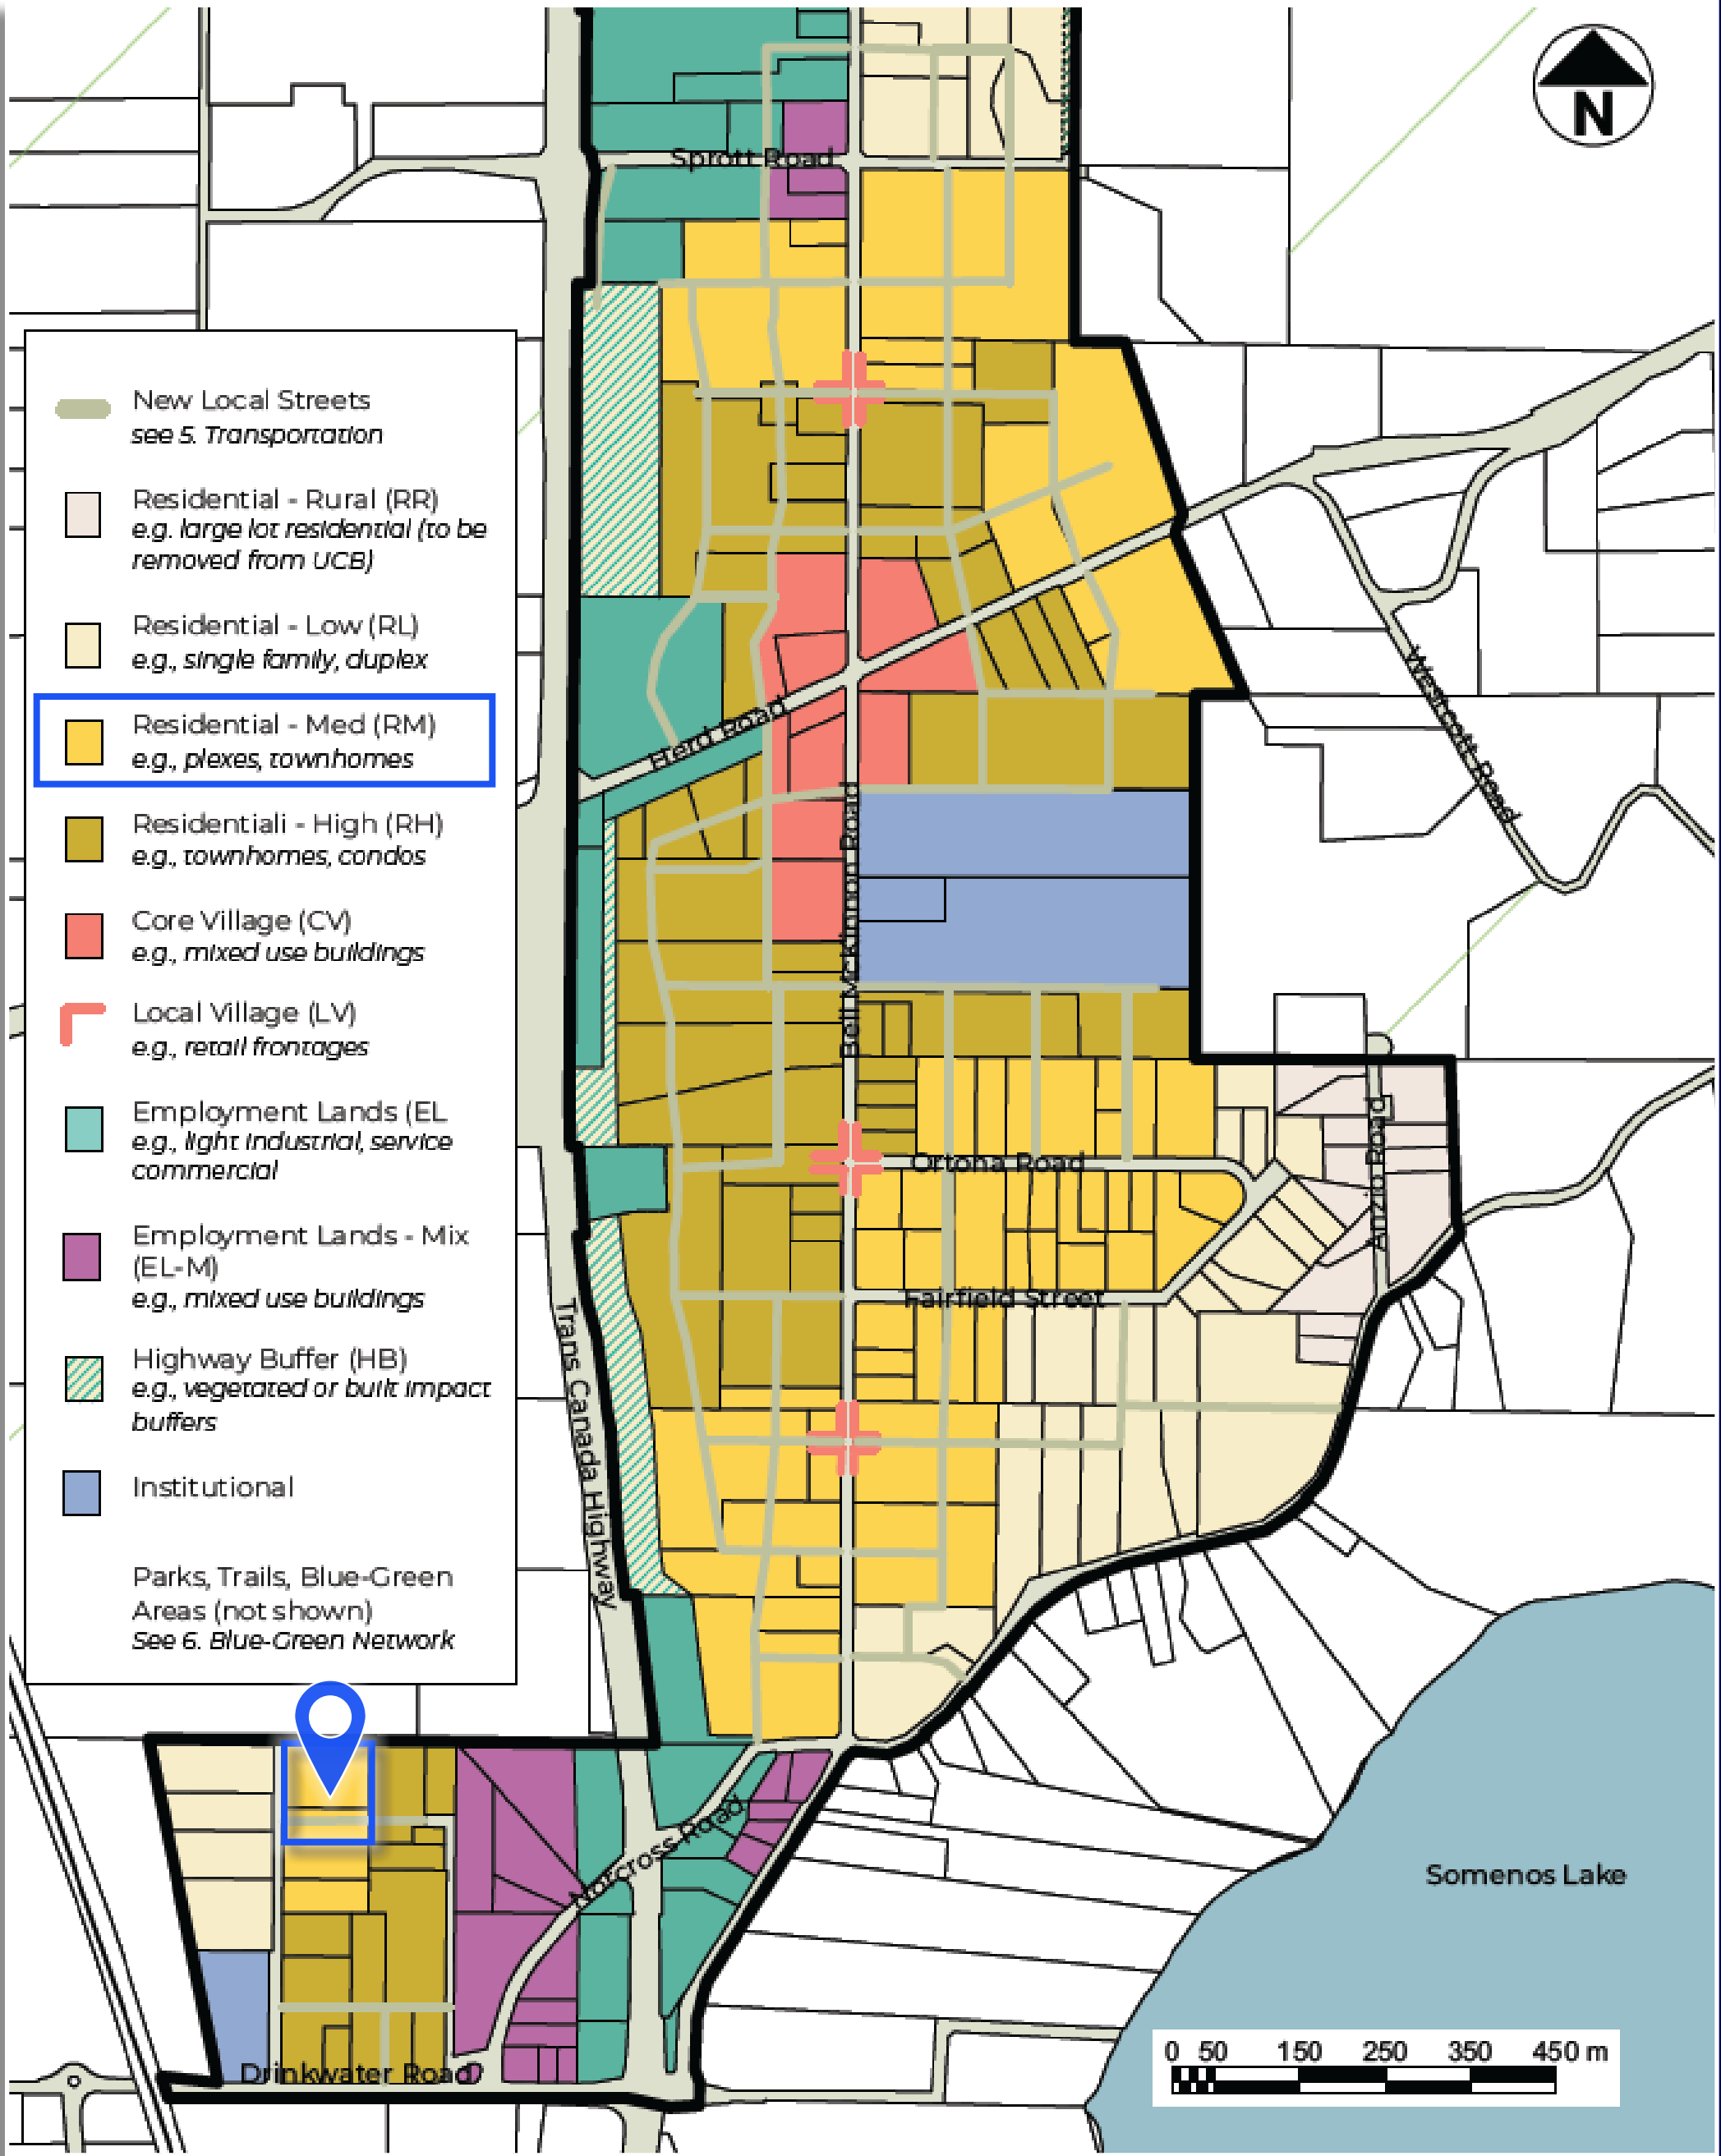 N
Sprott Road
New Local Streets
see 5. Transportation
Residential - Rural (RR)
e.g. large lot residential (to be
removed from UCB)
Residential - Low (RL)
e.g., single family, duplex
Residential - Med (RM)
e.g., plexes, townhomes
Residentiali - High (RH)
e.g., townhomes, condos
Core Village (CV)
e.g., mixed use buildings
Local Village (LV)
e.g., retail frontages
Employment Lands (EL
e.g., light industrial, service
commercial
Employment Lands - Mix
(EL-M)
e.g., mixed use buildings
Highway Buffer (HB)
e.g., vegetated or built impact
buffers
Institutional
Parks, Trails, Blue-Green
Areas (not shown)
See 6. Blue-Green Network
Herd Road
Westcott Road
Bell McKinnon Road
Ortona Road
Anzio Road
Fairfield Street
Trans Canada Highway
Norcross Road
Somenos Lake
Drinkwater Road
0 50 150 250 350 450 m